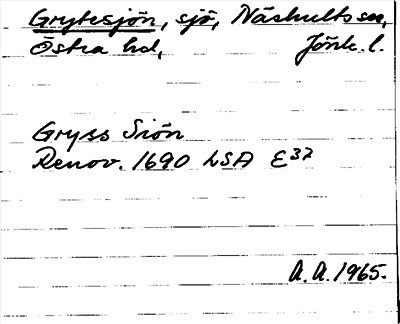 Grytesjön, sjö, Näshults sn,
Östra hd, Jönk. l.
Gryss Siön
Renov. 1690 LSA E37
A. A. 1965.